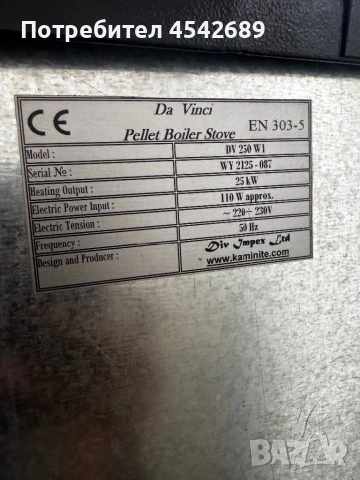 Потребител 4542689
CE
Da Vinci
Pellet Boiler Stove EN 303-5
Model : DV 250 W1
Serial No : WY 2125 - 087
Heating Output : 25 kW
Electric Power Input : 110 W approx.
Electric Tension : ~ 220÷ 230V
Frequency : 50 Hz
Design and Producer : Div Impex Ltd
www.kaminite.com
BAZAR
bg